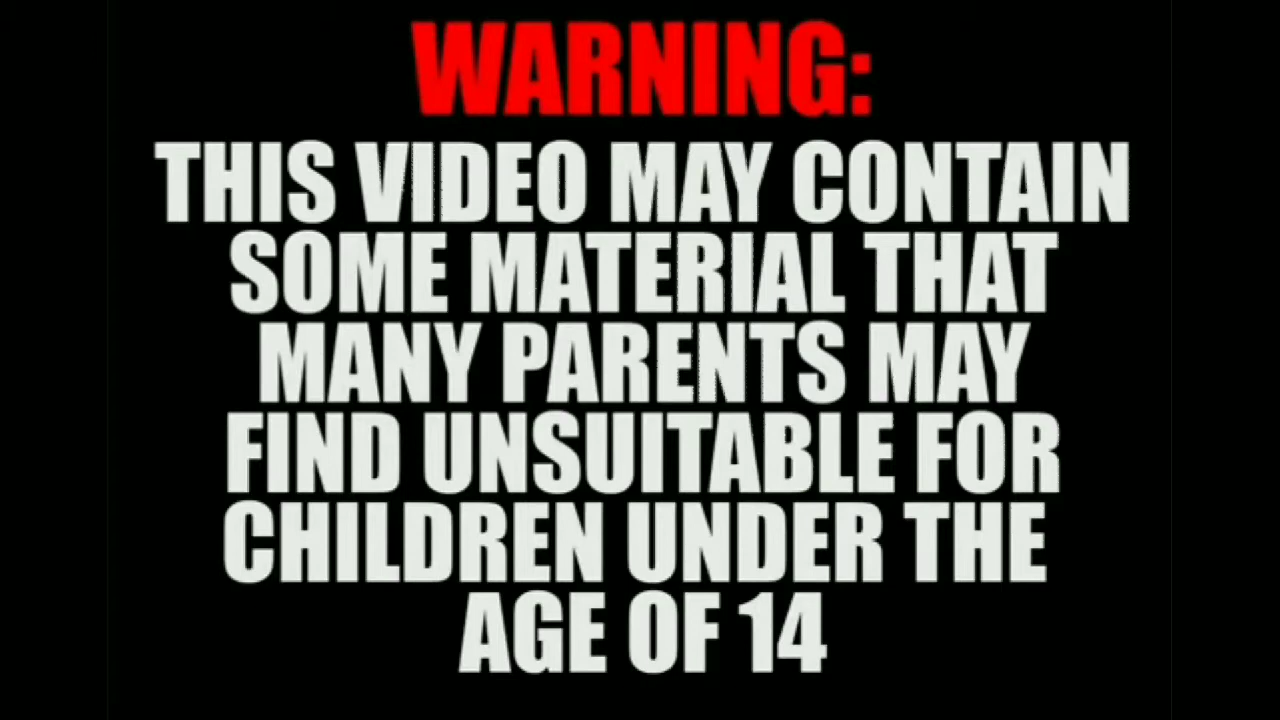 WARNING:
THIS VIDEO MAY CONTAIN
SOME MATERIAL THAT
MANY PARENTS MAY
FIND UNSUITABLE FOR
CHILDREN UNDER THE
AGE OF 14